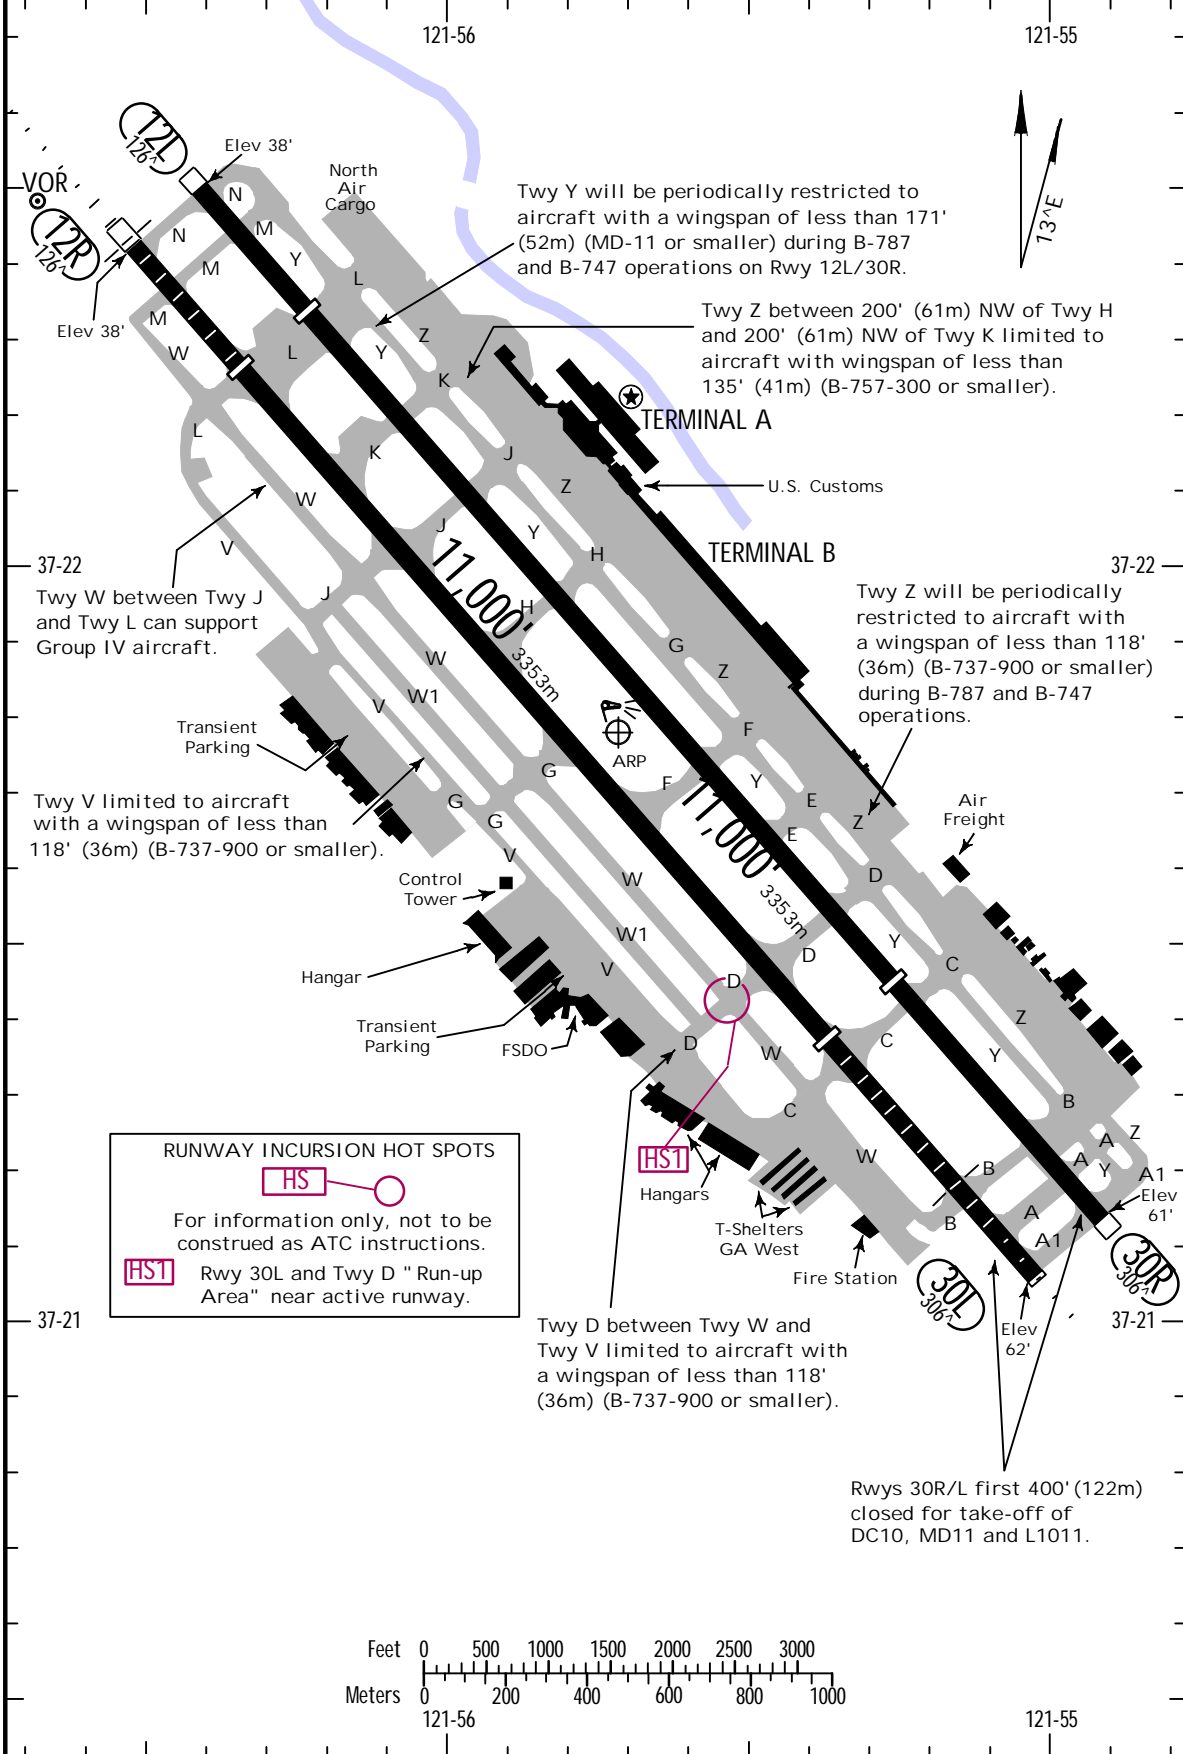 121-56
121-55
12L
126^
Elev 38'
North
Air
Cargo
VOR
12R
126^
13^E
Twy Y will be periodically restricted to
aircraft with a wingspan of less than 171'
(52m) (MD-11 or smaller) during B-787
and B-747 operations on Rwy 12L/30R.
N
N
M
M
Y
L
Elev 38'
M
W
L
Y
Z
K
Twy Z between 200' (61m) NW of Twy H
and 200' (61m) NW of Twy K limited to
aircraft with wingspan of less than
135' (41m) (B-757-300 or smaller).
TERMINAL A
L
K
J
W
Z
U.S. Customs
J
Y
H
V
11,000'
3353m
TERMINAL B
37-22
37-22
Twy W between Twy J
and Twy L can support
Group IV aircraft.
J
H
Twy Z will be periodically
restricted to aircraft with
a wingspan of less than 118'
(36m) (B-737-900 or smaller)
during B-787 and B-747
operations.
W
W1
V
G
Z
Transient
Parking
ARP
F
G
F
Y
E
Z
11,000'
3353m
Twy V limited to aircraft
with a wingspan of less than
118' (36m) (B-737-900 or smaller).
G
G
V
E
Air
Freight
D
Control
Tower
W
W1
V
Hangar
D
Y
C
D
Transient
Parking
FSDO
D
W
C
Z
Y
C
B
HS1
Hangars
W
B
B
A
A
Z
Y
A1
Elev
61'
A
A1
T-Shelters
GA West
Fire Station
30L
306^
30R
306^
Elev
62'
RUNWAY INCURSION HOT SPOTS
HS
For information only, not to be
construed as ATC instructions.
HS1 Rwy 30L and Twy D "Run-up
Area" near active runway.
37-21
37-21
Twy D between Twy W and
Twy V limited to aircraft with
a wingspan of less than 118'
(36m) (B-737-900 or smaller).
Rwys 30R/L first 400' (122m)
closed for take-off of
DC10, MD11 and L1011.
Feet 0 500 1000 1500 2000 2500 3000
Meters 0 200 400 600 800 1000
121-56
121-55